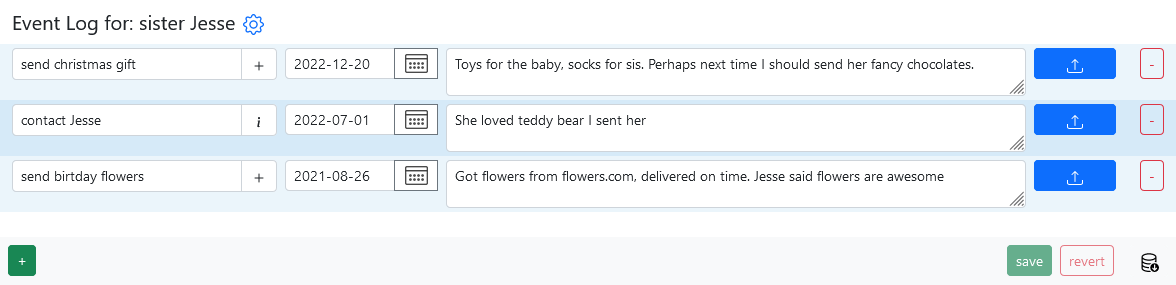 Event Log for: sister Jesse
send christmas gift + 2022-12-20 Toys for the baby, socks for sis. Perhaps next time I should send her fancy chocolates. -
contact Jesse i 2022-07-01 She loved teddy bear I sent her -
send birtday flowers + 2021-08-26 Got flowers from flowers.com, delivered on time. Jesse said flowers are awesome -
+ save revert